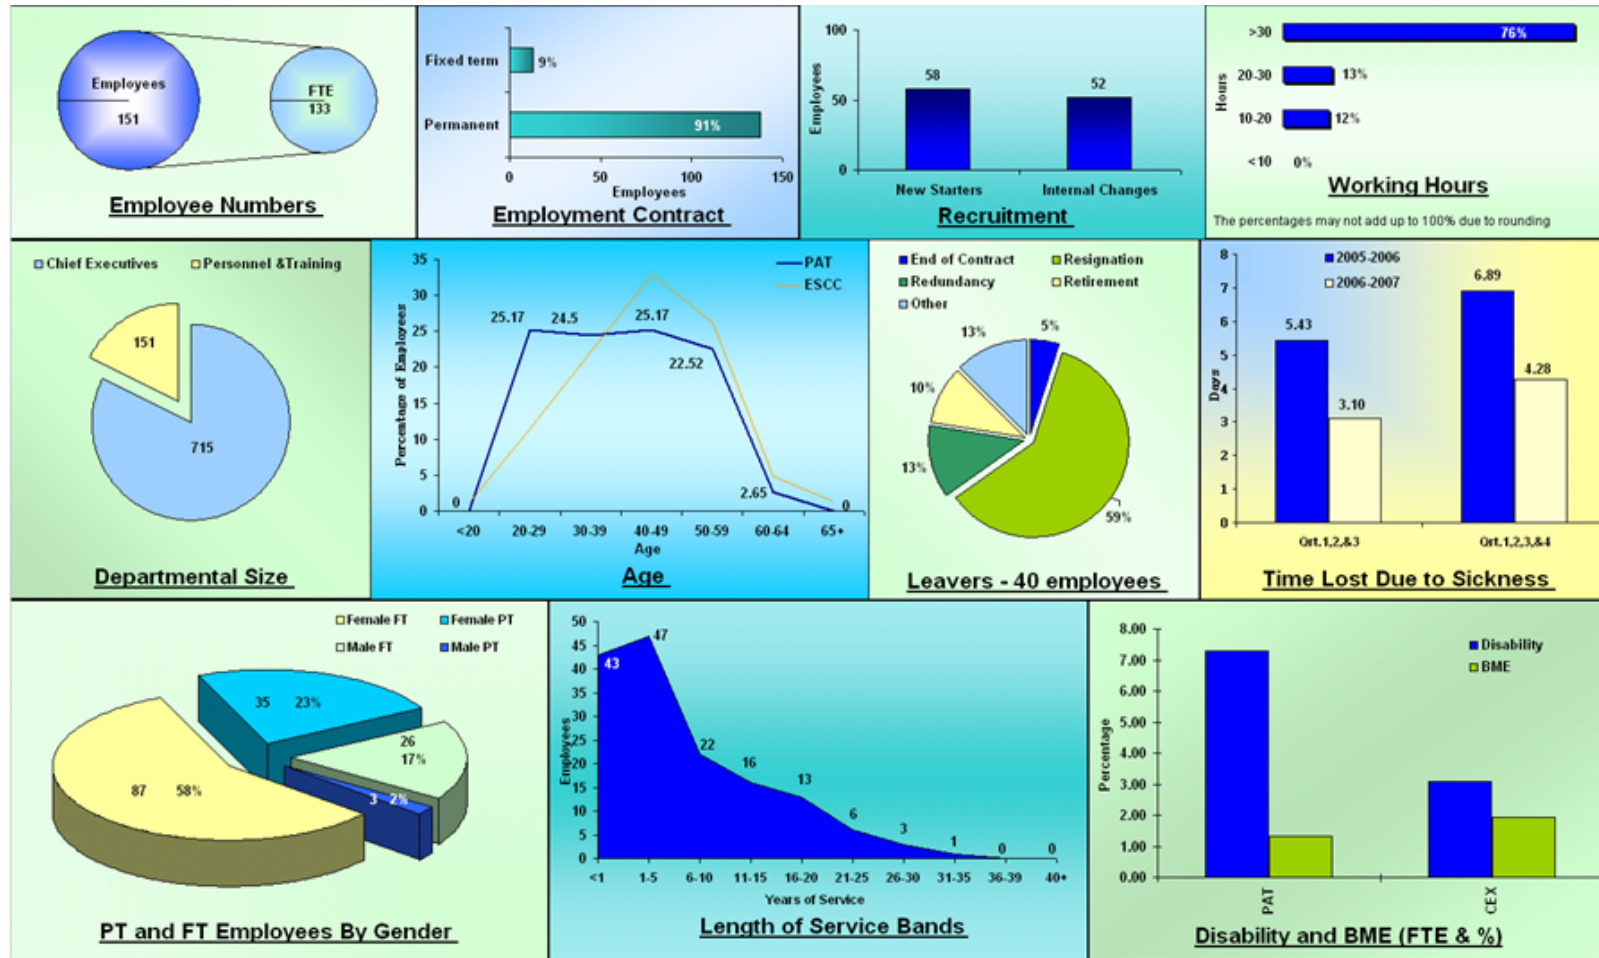 Employees
151
FTE
133
Employee Numbers
Fixed term
9%
Permanent
91%
0
50
100
150
Employees
Employment Contract
100
50
0
Employees
58
52
New Starters
Internal Changes
Recruitment
>30
76%
20-30
13%
10-20
12%
<10
0%
Hours
Working Hours
The percentages may not add up to 100% due to rounding
Chief Executives
Personnel &Training
151
715
Departmental Size
35
30
25
20
15
10
5
0
Percentage of Employees
PAT
ESCC
0
25.17
24.5
25.17
22.52
2.65
0
<20
20-29
30-39
40-49
50-59
60-64
65+
Age
Age
End of Contract
Resignation
Redundancy
Retirement
Other
13%
5%
10%
13%
59%
Leavers - 40 employees
8
7
6
5
4
3
2
1
0
Days
2005-2006
2006-2007
5.43
3.10
6.89
4.28
Qrt.1,2,&3
Qrt.1,2,3,&4
Time Lost Due to Sickness
Female FT
Female PT
Male FT
Male PT
35 23%
26
17%
87 58%
3 2%
PT and FT Employees By Gender
50
45
40
35
30
25
20
15
10
5
0
Employees
43
47
22
16
13
6
3
1
0
0
<1
1-5
6-10
11-15
16-20
21-25
26-30
31-35
36-39
40+
Years of Service
Length of Service Bands
8.00
7.00
6.00
5.00
4.00
3.00
2.00
1.00
0.00
Percentage
Disability
BME
PAT
CEX
Disability and BME (FTE & %)